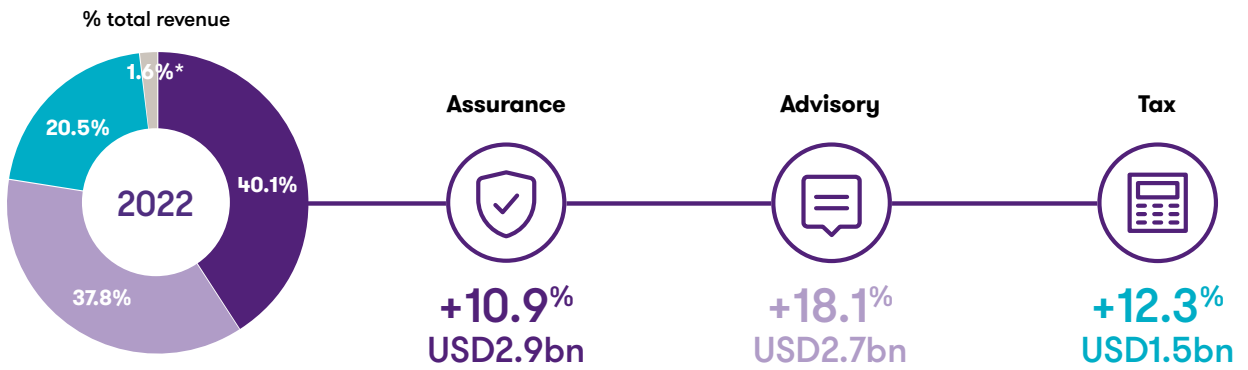 % total revenue
1.6%*
20.5%
40.1%
37.8%
2022
Assurance
+10.9%
USD2.9bn
Advisory
+18.1%
USD2.7bn
Tax
+12.3%
USD1.5bn